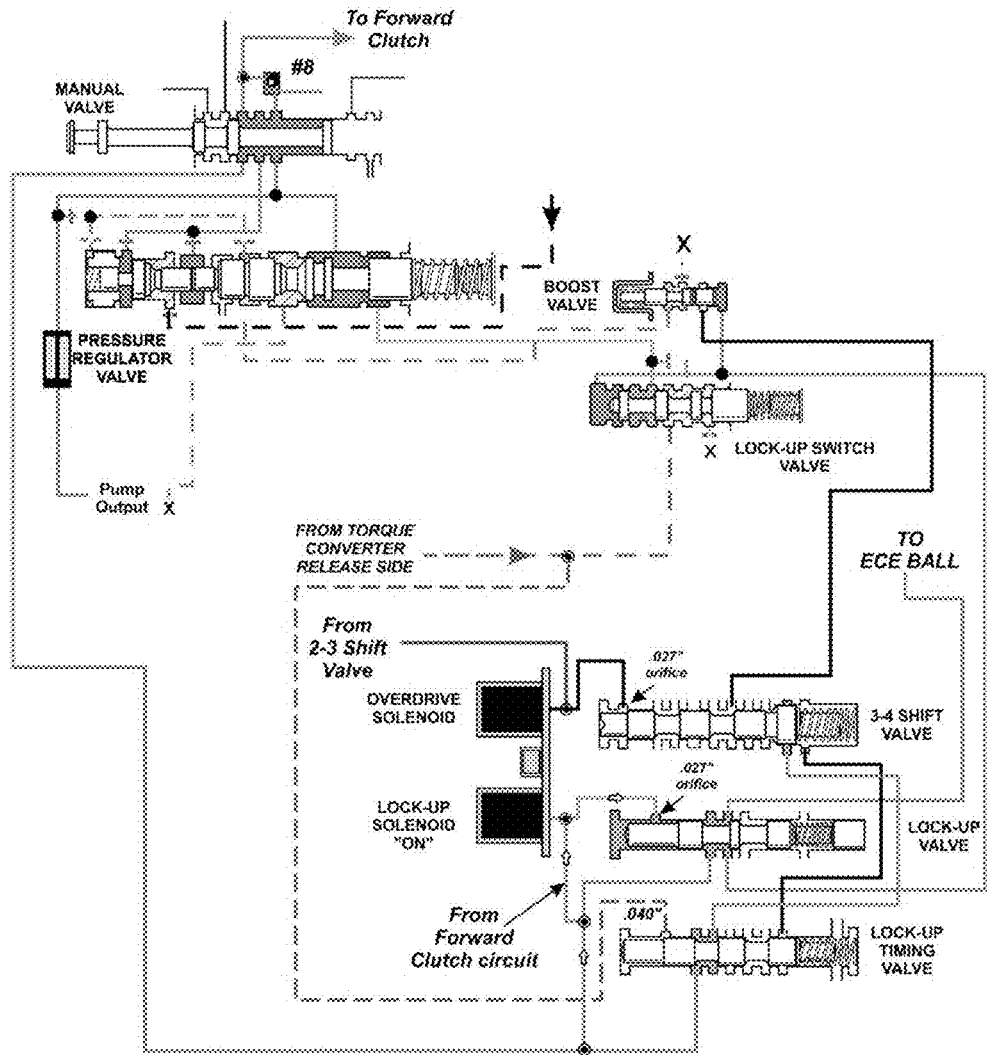 To Forward
Clutch
#8
MANUAL
VALVE
BOOST
VALVE
X
PRESSURE
REGULATOR
VALVE
LOCK-UP SWITCH
VALVE
X
Pump
Output
X
FROM TORQUE
CONVERTER
RELEASE SIDE
TO
ECE BALL
From
2-3 Shift
Valve
.027"
orifice
OVERDRIVE
SOLENOID
3-4 SHIFT
VALVE
.027"
orifice
LOCK-UP
SOLENOID
"ON"
LOCK-UP
VALVE
From
Forward
Clutch circuit
.040"
LOCK-UP
TIMING
VALVE